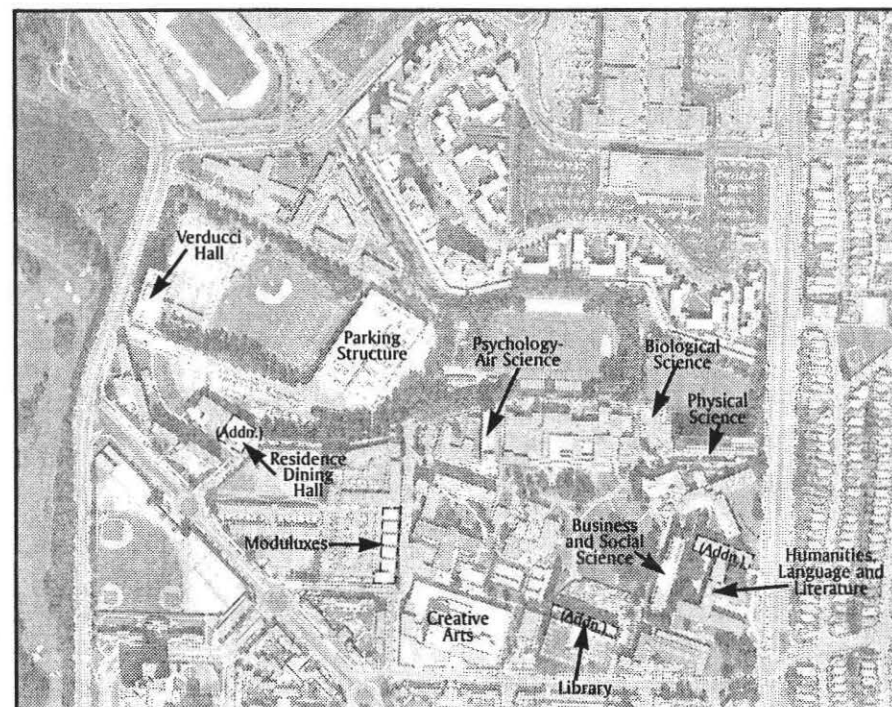 Verducci
Hall
Parking
Structure
Psychology-
Air Science
Biological
Science
Physical
Science
(Addn.)
Residence
Dining
Hall
Moduluxes
Business
and Social
Science
(Addn.)
Humanities,
Language and
Literature
Creative
Arts
(Addn.)
Library